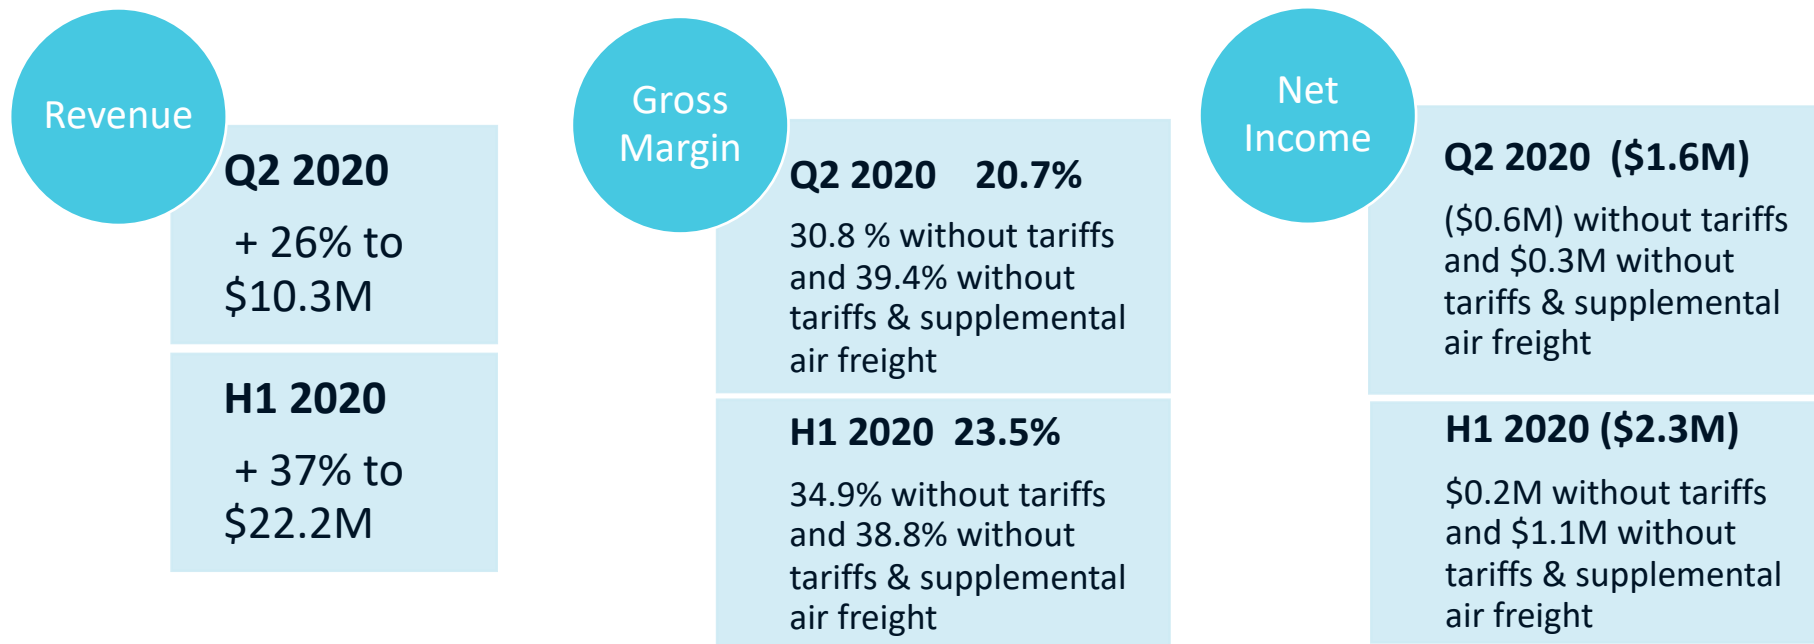 Revenue
Q2 2020
+ 26% to
$10.3M
H1 2020
+ 37% to
$22.2M
Gross
Margin
Q2 2020 20.7%
30.8 % without tariffs
and 39.4% without
tariffs & supplemental
air freight
H1 2020 23.5%
34.9% without tariffs
and 38.8% without
tariffs & supplemental
air freight
Net
Income
Q2 2020 ($1.6M)
($0.6M) without tariffs
and $0.3M without
tariffs & supplemental
air freight
H1 2020 ($2.3M)
$0.2M without tariffs
and $1.1M without
tariffs & supplemental
air freight